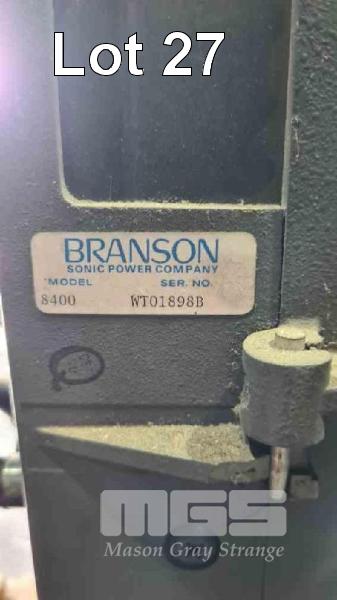 Lot 27
BRANSON
SONIC POWER COMPANY
MODEL SER. NO.
8400 WT01898B
MGS
Mason Gray Strange